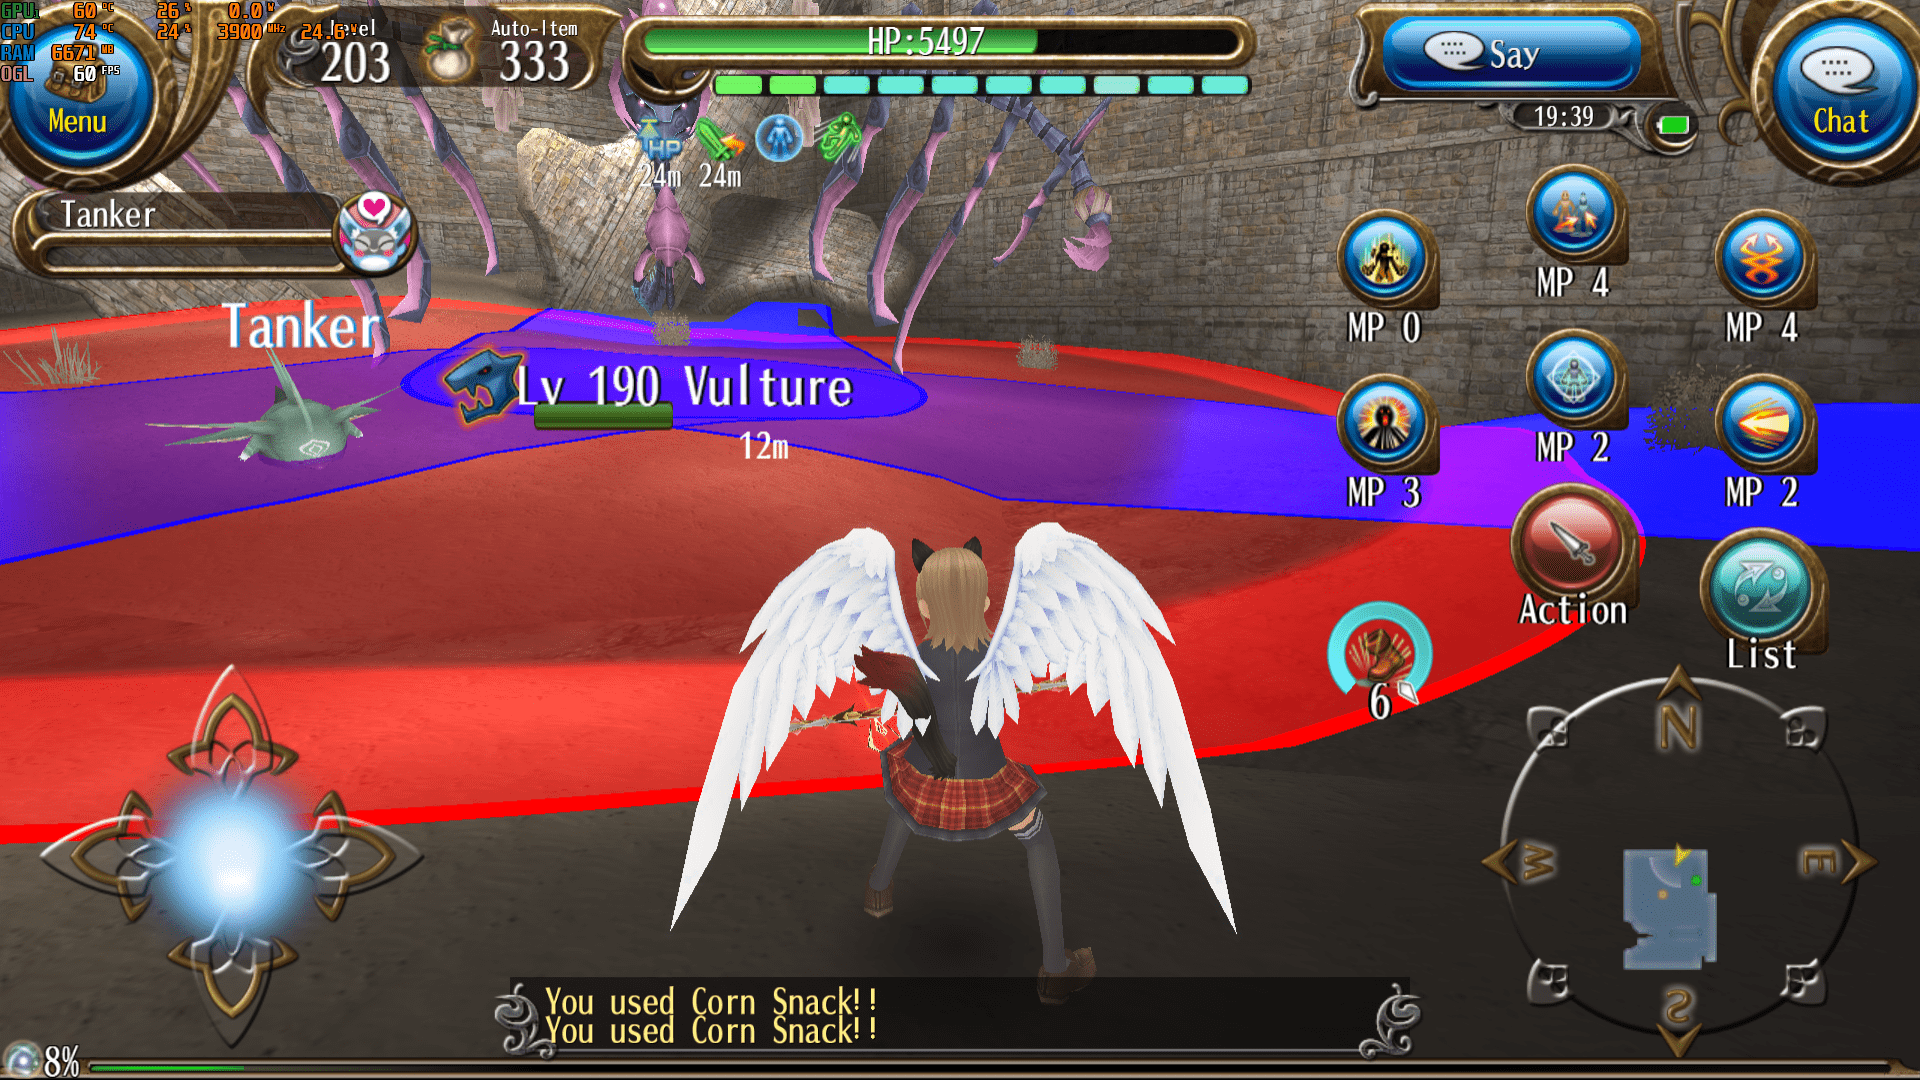 GPU 60 °C 26 % 0.0 W
CPU 74 °C 24 % 3900 MHz 24.6
RAM 6671 MB
OGL 60 FPS
Menu
Level
203
Auto-Item
333
HP:5497
Say
19:39
Chat
HP
24m 24m
Tanker
Tanker
Lv 190 Vulture
12m
MP 0
MP 4
MP 4
MP 3
MP 2
MP 2
Action
List
6
N
W
E
S
You used Corn Snack!!
You used Corn Snack!!
8%